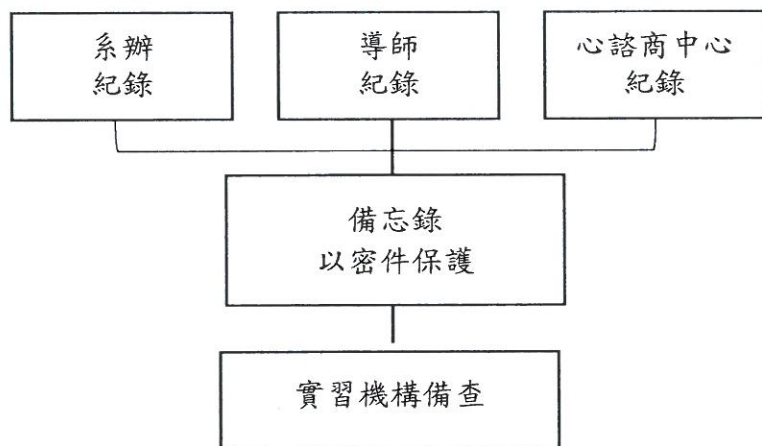 系辦
紀錄
導師
紀錄
心諮商中心
紀錄
備忘錄
以密件保護
實習機構備查